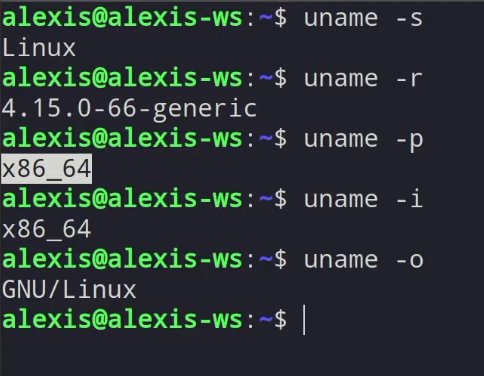 alexis@alexis-ws:~$ uname -s
Linux
alexis@alexis-ws:~$ uname -r
4.15.0-66-generic
alexis@alexis-ws:~$ uname -p
x86_64
alexis@alexis-ws:~$ uname -i
x86_64
alexis@alexis-ws:~$ uname -o
GNU/Linux
alexis@alexis-ws:~$